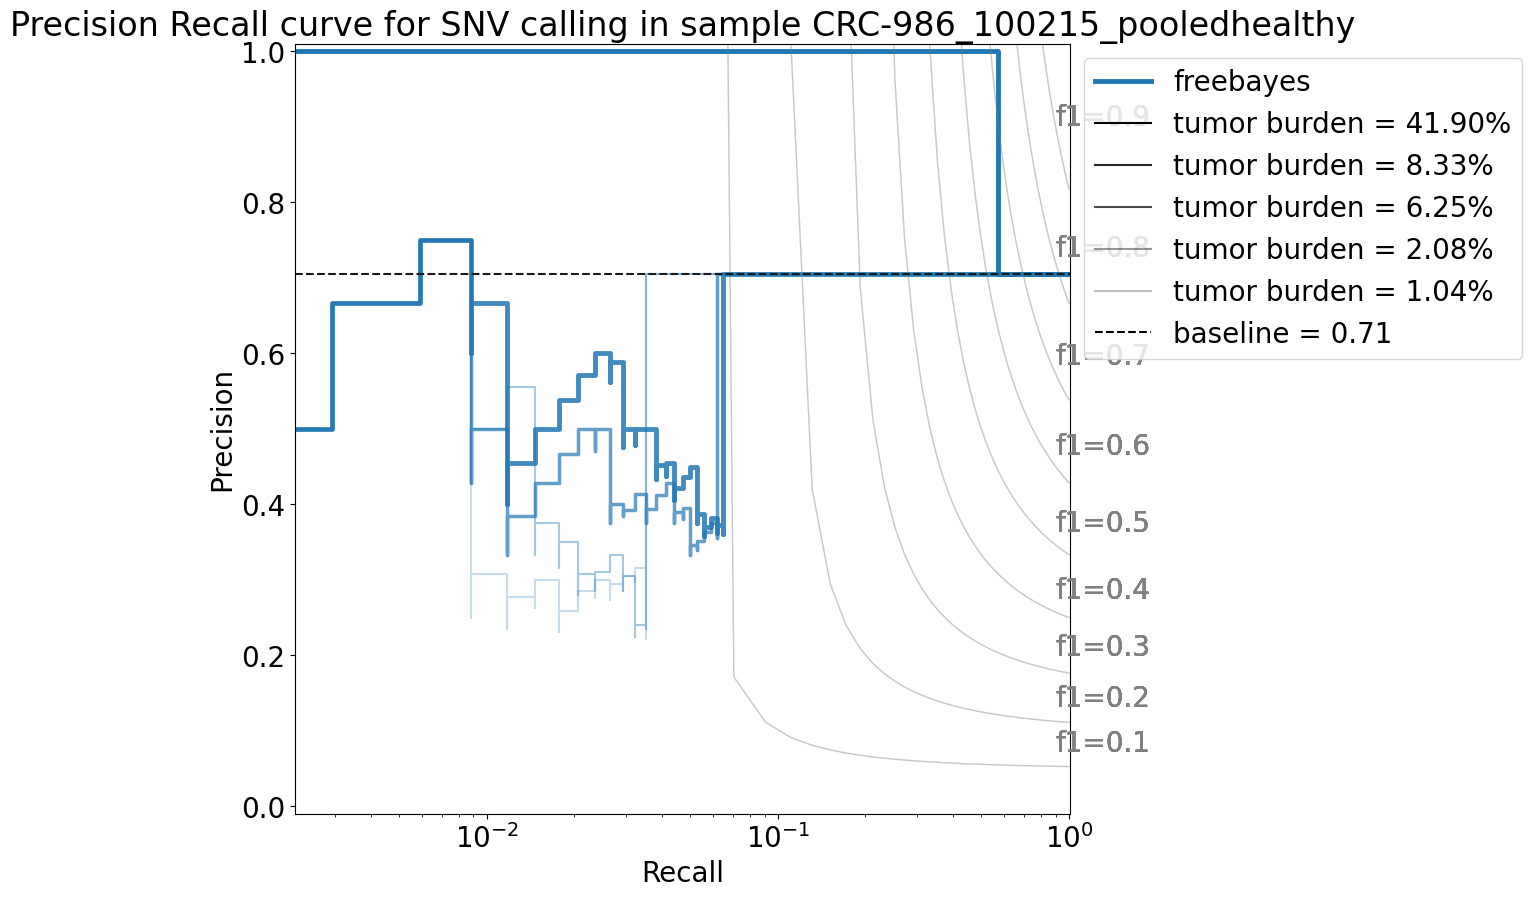 Precision Recall curve for SNV calling in sample CRC-986_100215_pooledhealthy
1.0
0.8
0.6
0.4
0.2
0.0
Precision
10⁻²
10⁻¹
10⁰
Recall
f1=0.9
f1=0.8
f1=0.7
f1=0.6
f1=0.5
f1=0.4
f1=0.3
f1=0.2
f1=0.1
freebayes
tumor burden = 41.90%
tumor burden = 8.33%
tumor burden = 6.25%
tumor burden = 2.08%
tumor burden = 1.04%
baseline = 0.71